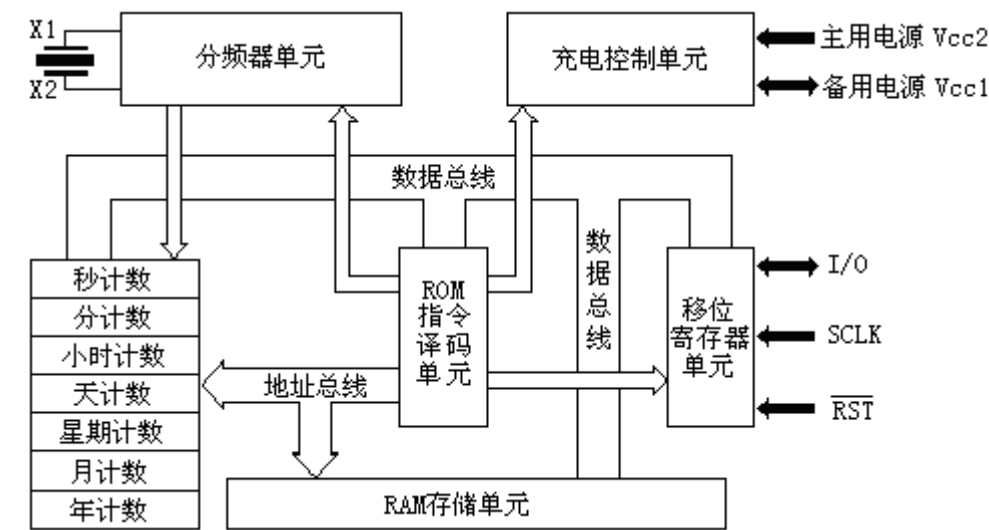 X1
X2
分频器单元
充电控制单元
主用电源 Vcc2
备用电源 Vcc1
数据总线
数
据
总
线
秒计数
分计数
小时计数
天计数
星期计数
月计数
年计数
ROM
指令
译码
单元
地址总线
移位
寄存器
单元
I/O
SCLK
RST
RAM存储单元